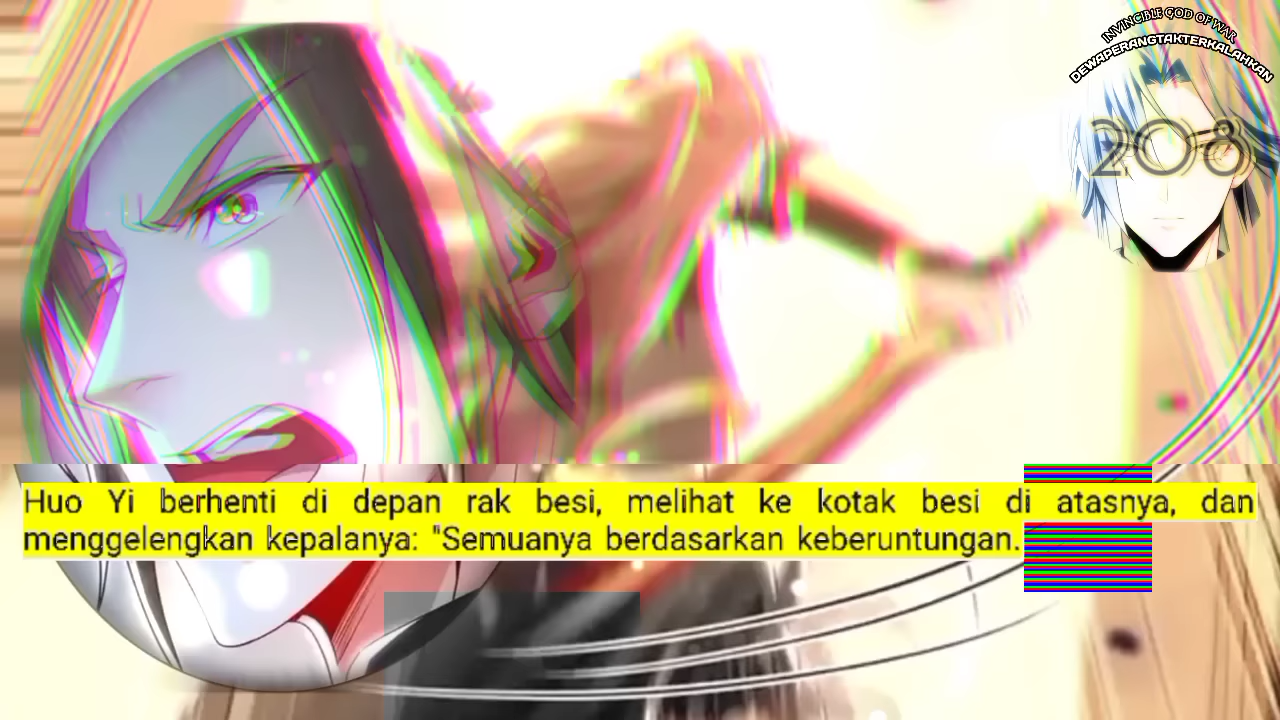 INVINCIBLE GOD OF WAR
DEWAPERANGTAKTERKALAHKAN
208
Huo Yi berhenti di depan rak besi, melihat ke kotak besi di atasnya, dan
menggelengkan kepalanya: "Semuanya berdasarkan keberuntungan.